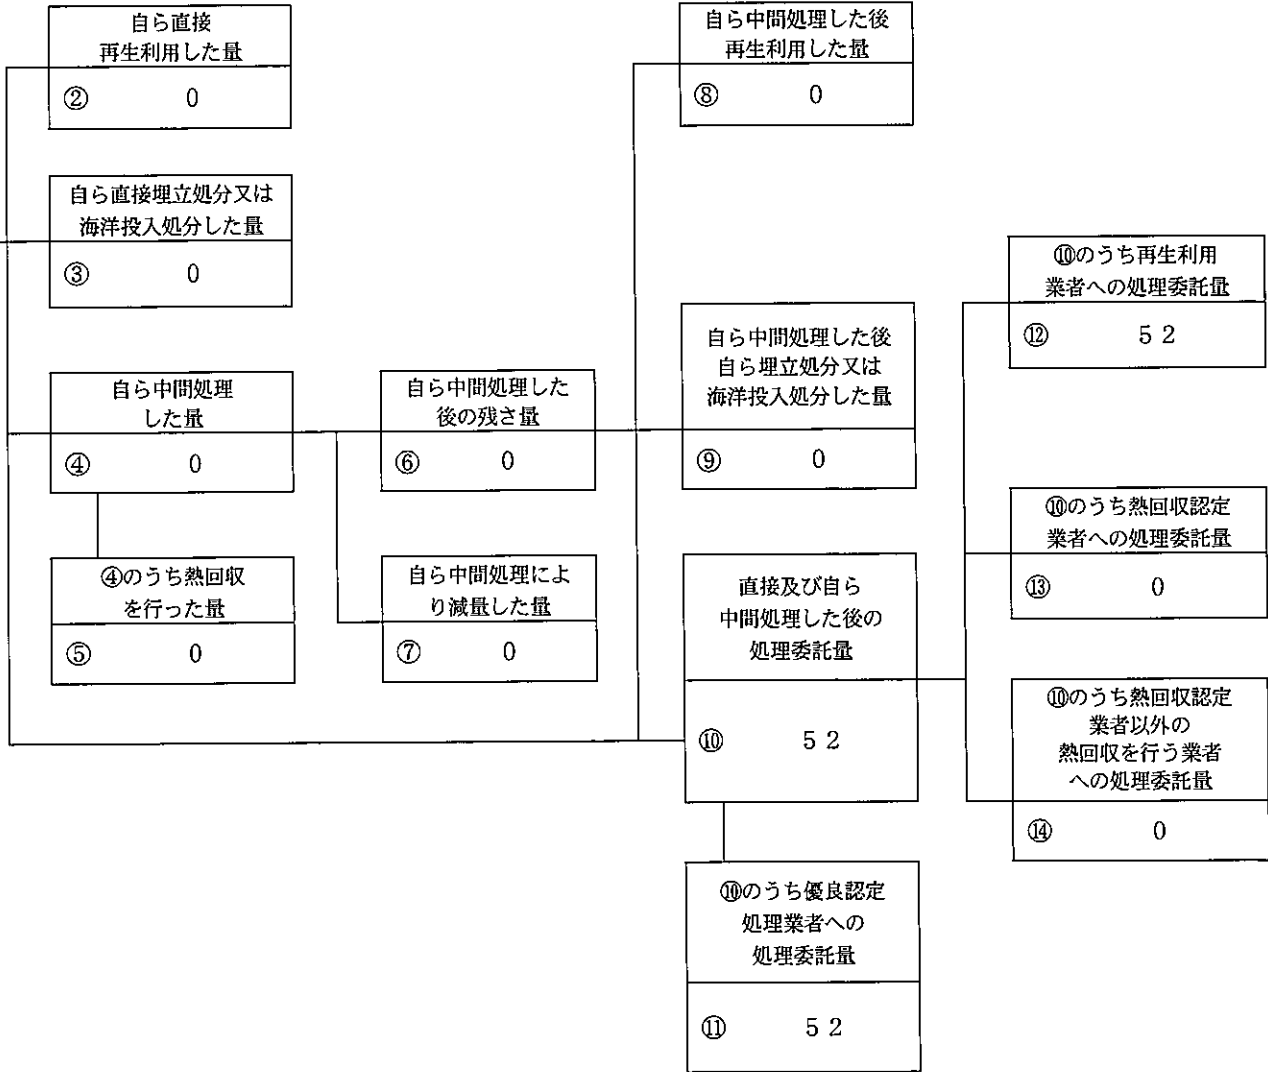 自ら直接
再生利用した量
② 0
自ら直接埋立処分又は
海洋投入処分した量
③ 0
自ら中間処理
した量
④ 0
④のうち熱回収
を行った量
⑤ 0
自ら中間処理した
後の残さ量
⑥ 0
自ら中間処理によ
り減量した量
⑦ 0
自ら中間処理した後
再生利用した量
⑧ 0
自ら中間処理した後
自ら埋立処分又は
海洋投入処分した量
⑨ 0
直接及び自ら
中間処理した後の
処理委託量
⑩ 52
⑩のうち優良認定
処理業者への
処理委託量
⑪ 52
⑩のうち再生利用
業者への処理委託量
⑫ 52
⑩のうち熱回収認定
業者への処理委託量
⑬ 0
⑩のうち熱回収認定
業者以外の
熱回収を行う業者
への処理委託量
⑭ 0